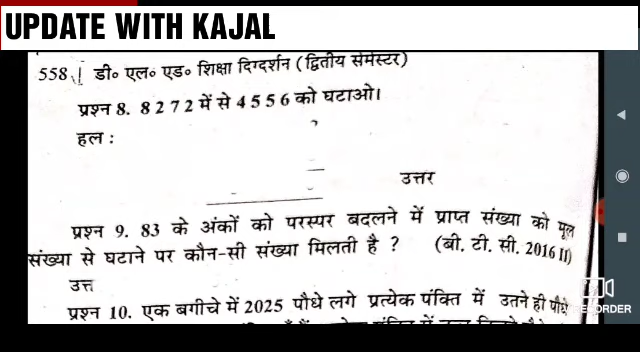 UPDATE WITH KAJAL
558 डी० एल० एड० शिक्षा दिग्दर्शन (द्वितीय सेमेस्टर)
प्रश्न 8. 8 2 7 2 में से 4 5 5 6 को घटाओ।
हल :
उत्तर
प्रश्न 9. 83 के अंकों को परस्पर बदलने में प्राप्त संख्या को मूल
संख्या से घटाने पर कौन-सी संख्या मिलती है ? (बी. टी. सी. 2016 II)
उत्त
प्रश्न 10. एक बगीचे में 2025 पौधे लगे प्रत्येक पंक्ति में उतने ही पौधे